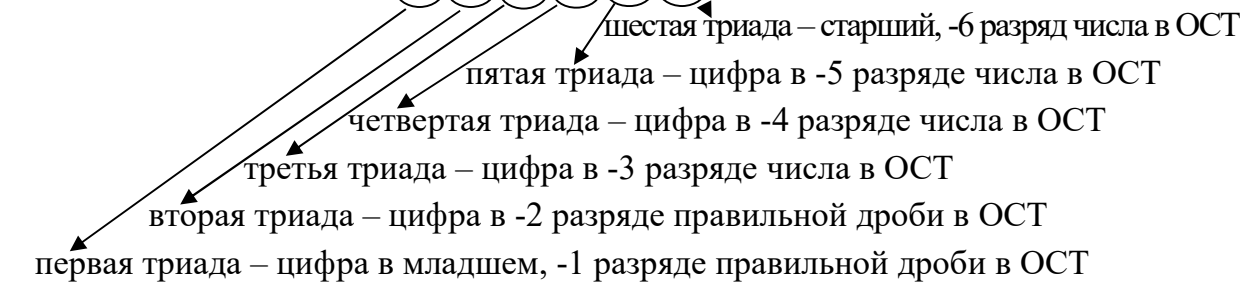 шестая триада – старший, -6 разряд числа в ОСТ
пятая триада – цифра в -5 разряде числа в ОСТ
четвертая триада – цифра в -4 разряде числа в ОСТ
третья триада – цифра в -3 разряде числа в ОСТ
вторая триада – цифра в -2 разряде правильной дроби в ОСТ
первая триада – цифра в младшем, -1 разряде правильной дроби в ОСТ